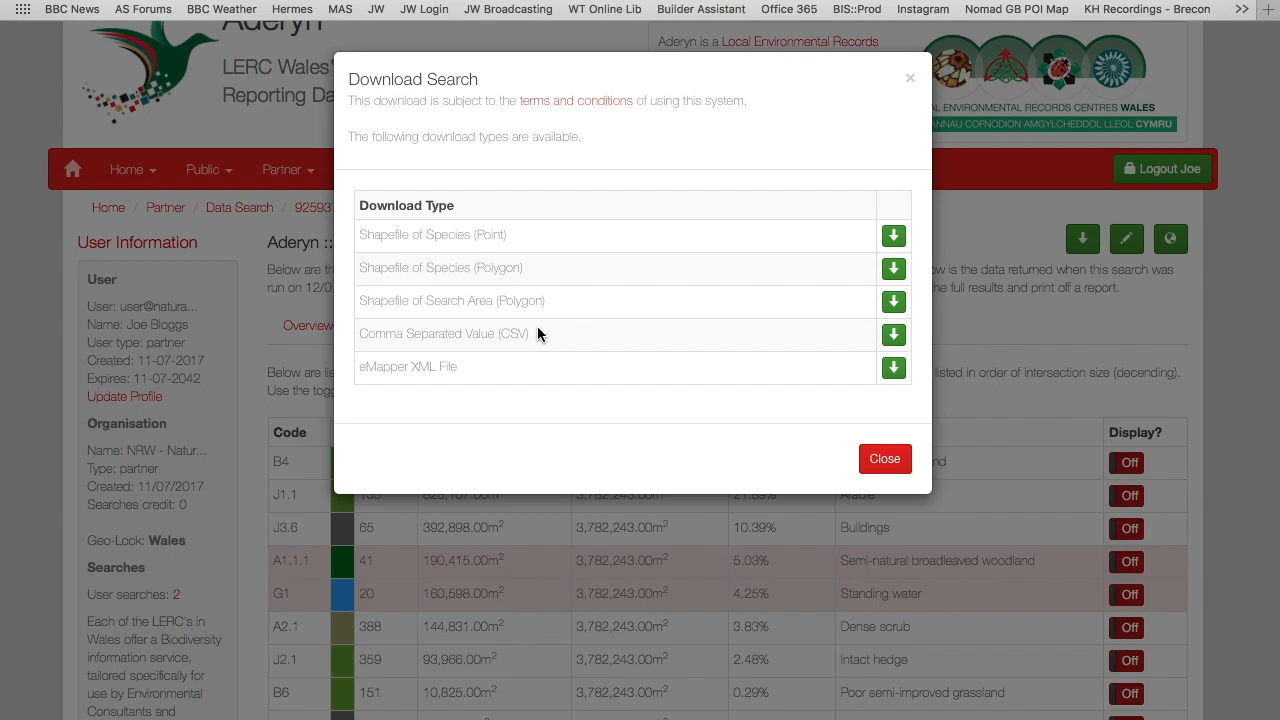 BBC News AS Forums BBC Weather Hermes MAS JW JW Login JW Broadcasting WT Online Lib Builder Assistant Office 365 BIS::Prod Instagram Nomad GB POI Map KH Recordings - Brecon
Aderyn
LERC Wales'
Reporting Da
Aderyn is a Local Environmental Records
AL ENVIRONMENTAL RECORDS CENTRES WALES
ANNAU COFNODION AMGYLCHEDDOL LLEOL CYMRU
Home Public Partner Logout Joe
Home / Partner / Data Search / 92593
Download Search
×
This download is subject to the terms and conditions of using this system.
The following download types are available.
Download Type
Shapefile of Species (Point)
Shapefile of Species (Polygon)
Shapefile of Search Area (Polygon)
Comma Separated Value (CSV)
eMapper XML File
Close
User Information
User
User: user@natura...
Name: Joe Bloggs
User type: partner
Created: 11-07-2017
Expires: 11-07-2042
Update Profile
Organisation
Name: NRW - Natur...
Type: partner
Created: 11/07/2017
Searches credit: 0
Geo-Lock: Wales
Searches
User searches: 2
Each of the LERC's in
Wales offer a Biodiversity
information service,
tailored specifically for
use by Environmental
Consultants and
Aderyn ::
Below are th
ow is the data returned when this search was
run on 12/0
the full results and print off a report.
Overview
Below are lis
listed in order of intersection size (decending).
Use the togg
Code Display?
B4 nd Off
J1.1 Arable Off
J3.6 65 392,898.00m² 3,782,243.00m² 10.39% Buildings Off
A1.1.1 41 190,415.00m² 3,782,243.00m² 5.03% Semi-natural broadleaved woodland Off
G1 20 160,598.00m² 3,782,243.00m² 4.25% Standing water Off
A2.1 388 144,831.00m² 3,782,243.00m² 3.83% Dense scrub Off
J2.1 359 93,966.00m² 3,782,243.00m² 2.48% Intact hedge Off
B6 151 10,825.00m² 3,782,243.00m² 0.29% Poor semi-improved grassland Off